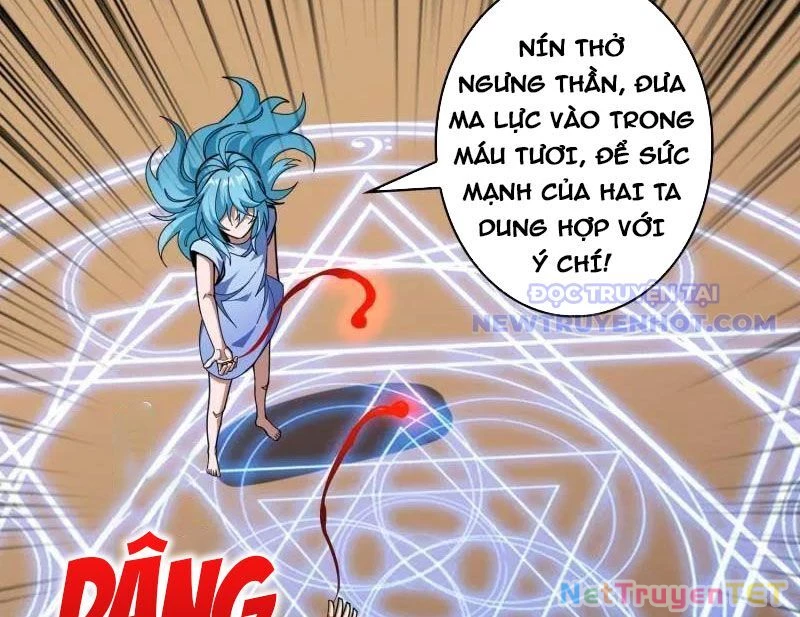 NÍN THỞ
NGƯNG THẦN, ĐƯA
MA LỰC VÀO TRONG
MÁU TƯƠI, ĐỂ SỨC
MẠNH CỦA HAI TA
DUNG HỢP VỚI
Ý CHÍ!
ĐỌC TRUYỆN TẠI
NEWTRUYENHOT.COM
DÂNG
NetTruyenTET